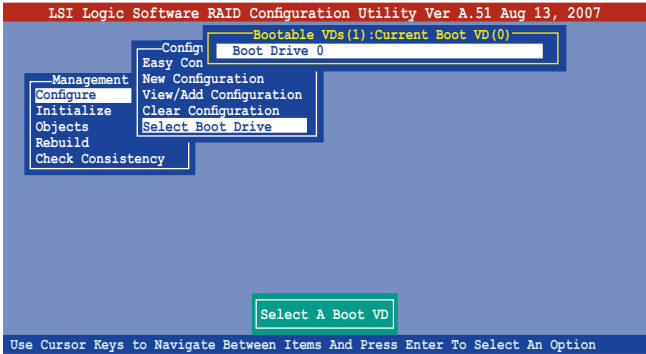 LSI Logic Software RAID Configuration Utility Ver A.51 Aug 13, 2007
Bootable VDs(1):Current Boot VD(0)
Boot Drive 0
Configu
Easy Con
New Configuration
View/Add Configuration
Clear Configuration
Select Boot Drive
Management
Configure
Initialize
Objects
Rebuild
Check Consistency
Select A Boot VD
Use Cursor Keys to Navigate Between Items And Press Enter To Select An Option